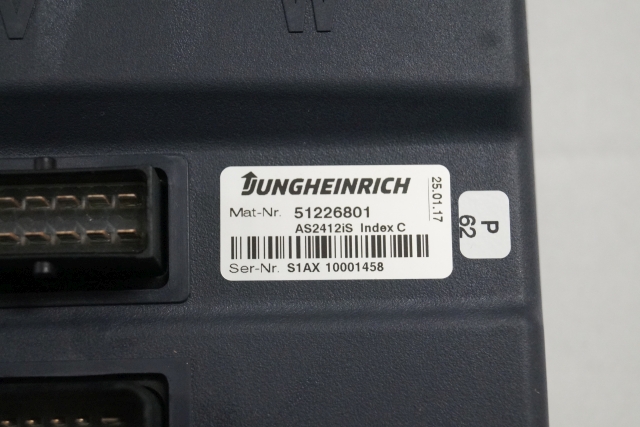 JUNGHEINRICH
Mat-Nr. 51226801
AS2412iS Index C
Ser-Nr. S1AX 10001458
25.01.17
P
62